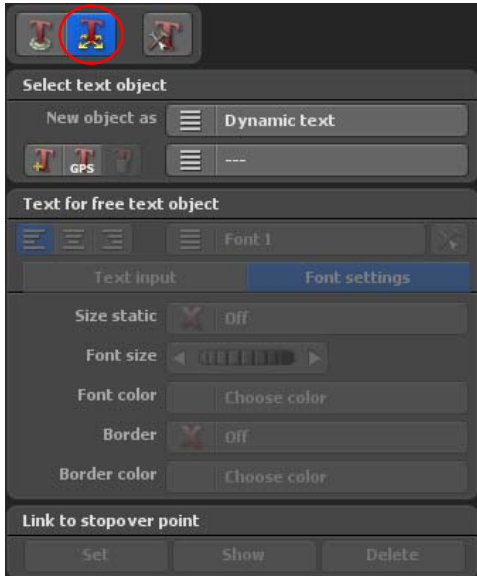 Select text object
New object as Dynamic text
GPS ---
Text for free text object
Font 1
Text input Font settings
Size static Off
Font size
Font color Choose color
Border Off
Border color Choose color
Link to stopover point
Set Show Delete